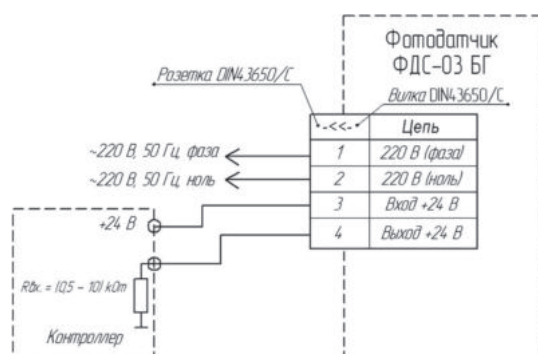 Фотодатчик
ФДС-03 БГ
Розетка DIN43650/С
Вилка DIN43650/С
-<<- Цепь
~220 В, 50 Гц, фаза
1 220 В (фаза)
~220 В, 50 Гц, ноль
2 220 В (ноль)
+24 В
3 Вход +24 В
4 Выход +24 В
Rвх. = (0,5 – 10) кОм
Контроллер